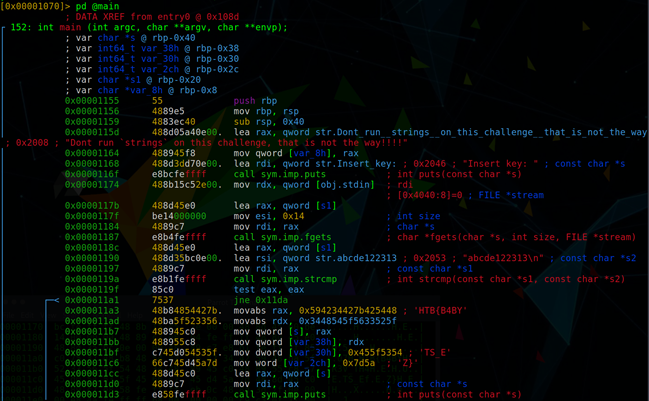 [0x00001070]> pd @main
; DATA XREF from entry0 @ 0x108d
152: int main (int argc, char **argv, char **envp);
; var char *s @ rbp-0x40
; var int64_t var_38h @ rbp-0x38
; var int64_t var_30h @ rbp-0x30
; var int64_t var_2ch @ rbp-0x2c
; var char *s1 @ rbp-0x20
; var char *var_8h @ rbp-0x8
0x00001155 55 push rbp
0x00001156 4889e5 mov rbp, rsp
0x00001159 4883ec40 sub rsp, 0x40
0x0000115d 488d05a40e00. lea rax, qword str.Dont_run__strings__on_this_challenge__that_is_not_the_way
; 0x2008 ; "Dont run `strings` on this challenge, that is not the way!!!!"
0x00001164 488945f8 mov qword [var_8h], rax
0x00001168 488d3dd70e00. lea rdi, qword str.Insert_key: ; 0x2046 ; "Insert key: " ; const char *s
0x0000116f e8bcfeffff call sym.imp.puts ; int puts(const char *s)
0x00001174 488b15c52e00. mov rdx, qword [obj.stdin] ; rdi
; [0x4040:8]=0 ; FILE *stream
0x0000117b 488d45e0 lea rax, qword [s1]
0x0000117f be14000000 mov esi, 0x14 ; int size
0x00001184 4889c7 mov rdi, rax ; char *s
0x00001187 e8b4feffff call sym.imp.fgets ; char *fgets(char *s, int size, FILE *stream)
0x0000118c 488d45e0 lea rax, qword [s1]
0x00001190 488d35bc0e00. lea rsi, qword str.abcde122313 ; 0x2053 ; "abcde122313\n" ; const char *s2
0x00001197 4889c7 mov rdi, rax ; const char *s1
0x0000119a e8b1feffff call sym.imp.strcmp ; int strcmp(const char *s1, const char *s2)
0x0000119f 85c0 test eax, eax
0x000011a1 7537 jne 0x11da
0x000011a3 48b84854427b. movabs rax, 0x594234427b425448 ; 'HTB{B4BY'
0x000011ad 48ba5f523356. movabs rdx, 0x3448545f5633525f
0x000011b7 488945c0 mov qword [s], rax
0x000011bb 488955c8 mov qword [var_38h], rdx
0x000011bf c745d054535f. mov dword [var_30h], 0x455f5354 ; 'TS_E'
0x000011c6 66c745d45a7d mov word [var_2ch], 0x7d5a ; 'Z}'
0x000011cc 488d45c0 lea rax, qword [s]
0x000011d0 4889c7 mov rdi, rax ; const char *s
0x000011d3 e858feffff call sym.imp.puts ; int puts(const char *s)